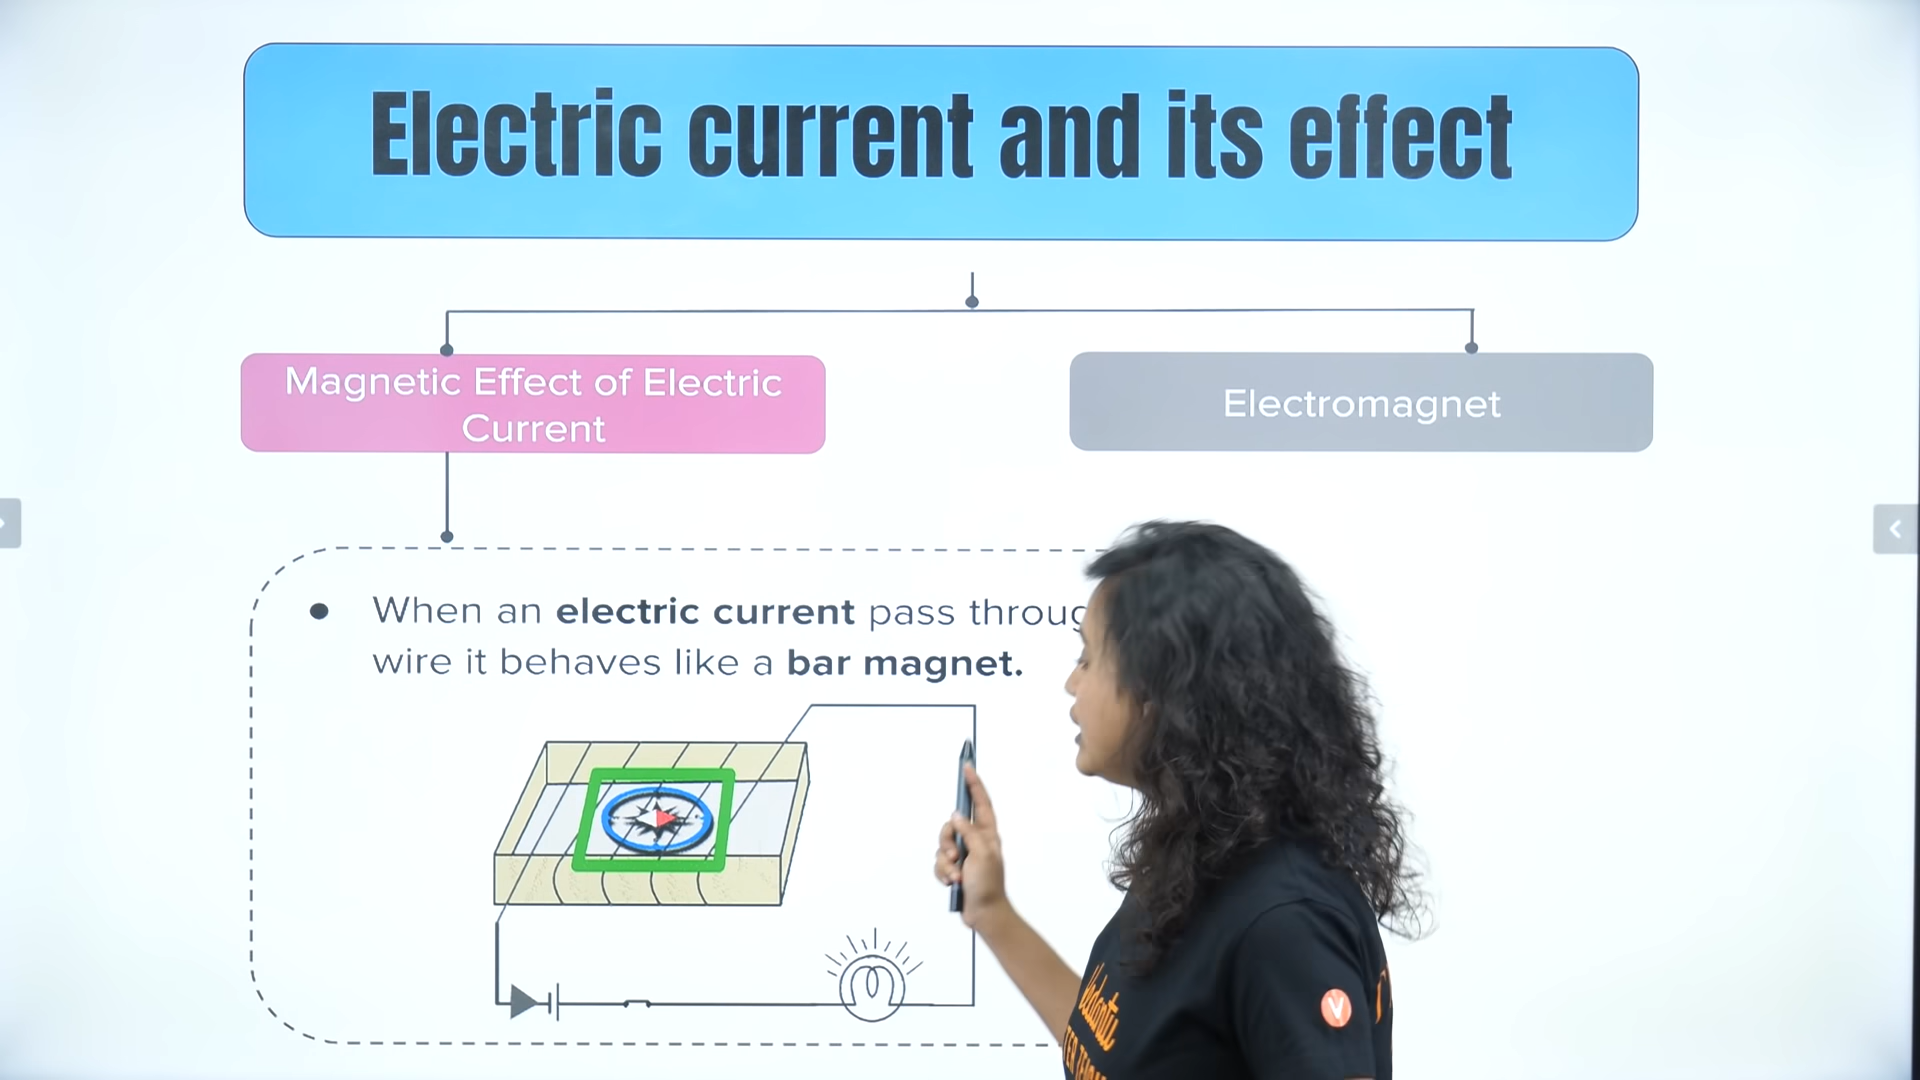 Electric current and its effect
Magnetic Effect of Electric
Current
Electromagnet
When an electric current pass
wire it behaves like a bar magnet.
Vedantu
V